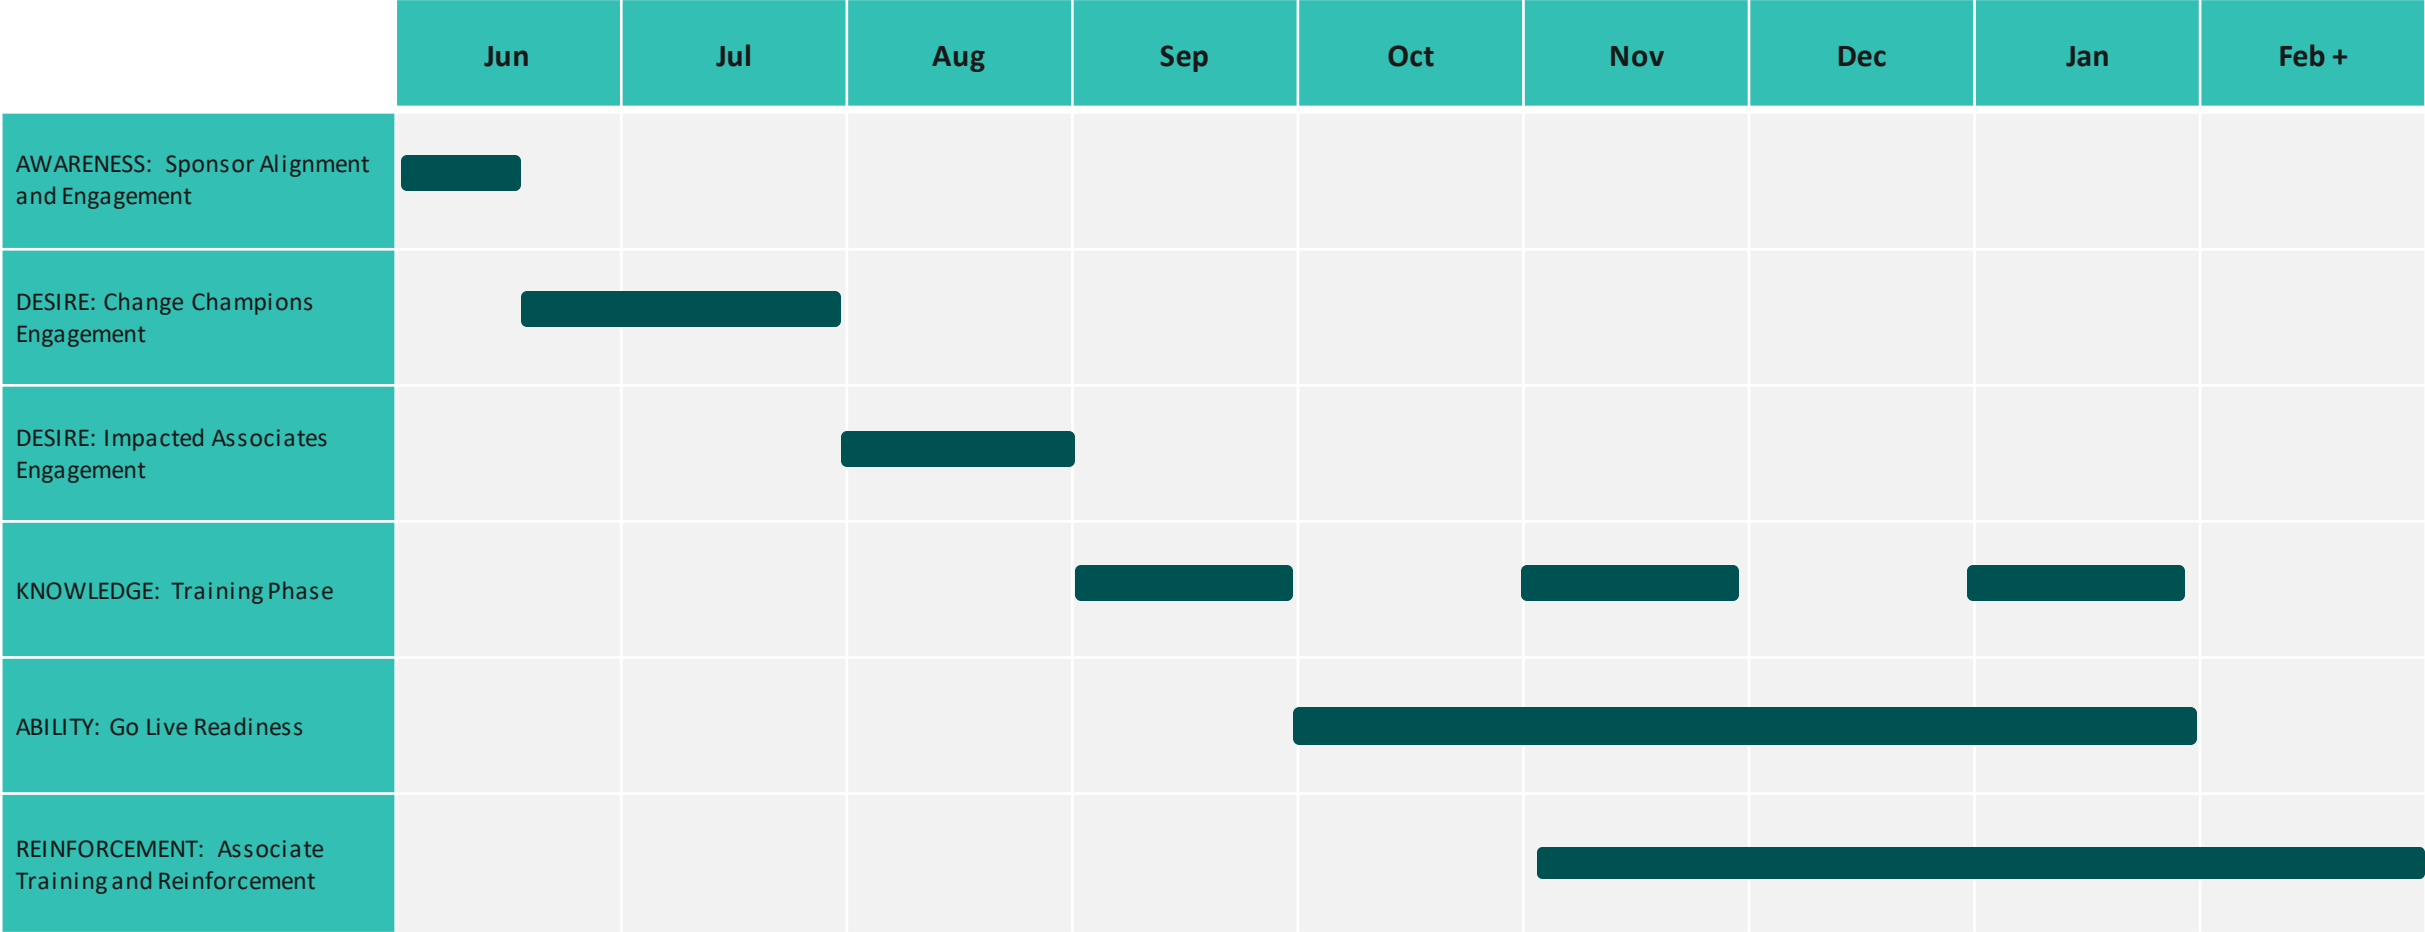 Jun Jul Aug Sep Oct Nov Dec Jan Feb +
AWARENESS: Sponsor Alignment
and Engagement
DESIRE: Change Champions
Engagement
DESIRE: Impacted Associates
Engagement
KNOWLEDGE: Training Phase
ABILITY: Go Live Readiness
REINFORCEMENT: Associate
Training and Reinforcement